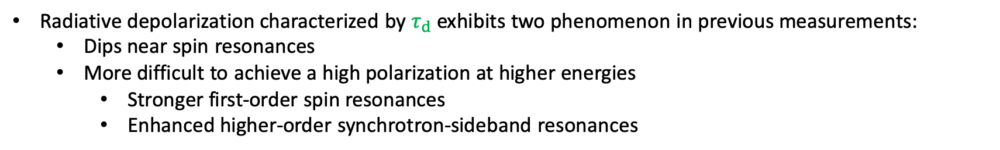 • Radiative depolarization characterized by τd exhibits two phenomenon in previous measurements:
• Dips near spin resonances
• More difficult to achieve a high polarization at higher energies
• Stronger first-order spin resonances
• Enhanced higher-order synchrotron-sideband resonances